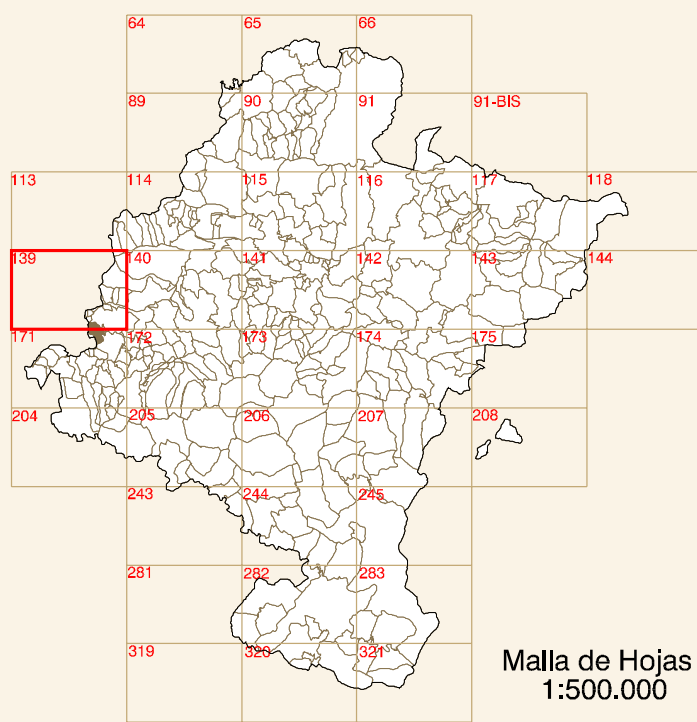 64 65 66
89 90 91 91-BIS
113 114 115 116 117 118
139 140 141 142 143 144
171 172 173 174 175
204 205 206 207 208
243 244 245
281 282 283
319 320 321
Malla de Hojas
1:500.000